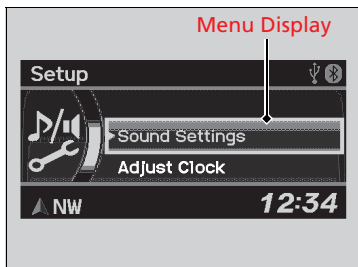 Menu Display
Setup
Sound Settings
Adjust Clock
NW
12:34